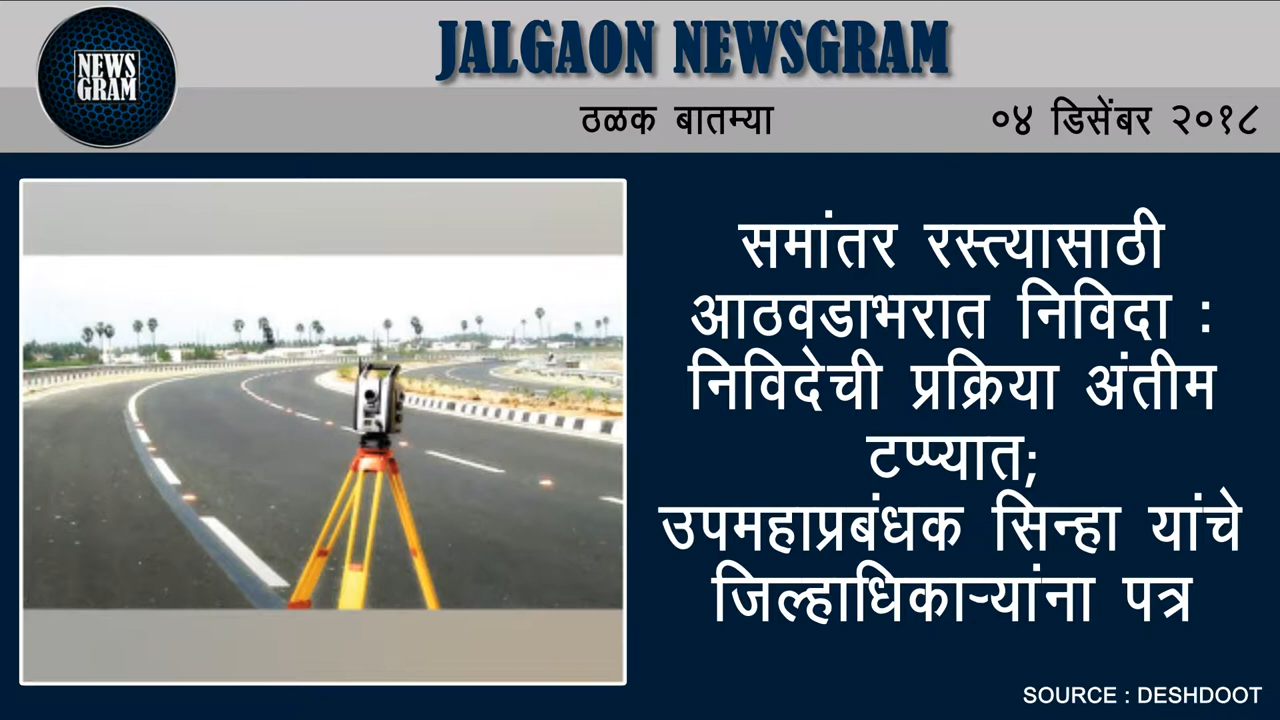 NEWS
GRAM
JALGAON NEWSGRAM
ठळक बातम्या
०४ डिसेंबर २०१८
समांतर रस्त्यासाठी
आठवडाभरात निविदा :
निविदेची प्रक्रिया अंतीम
टप्प्यात;
उपमहाप्रबंधक सिन्हा यांचे
जिल्हाधिकाऱ्यांना पत्र
SOURCE : DESHDOOT